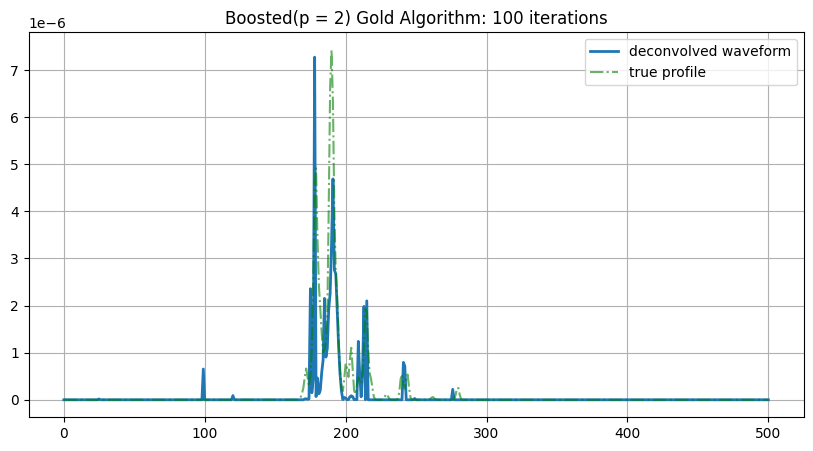 Boosted(p = 2) Gold Algorithm: 100 iterations
1e−6
deconvolved waveform
true profile
7
6
5
4
3
2
1
0
0 100 200 300 400 500